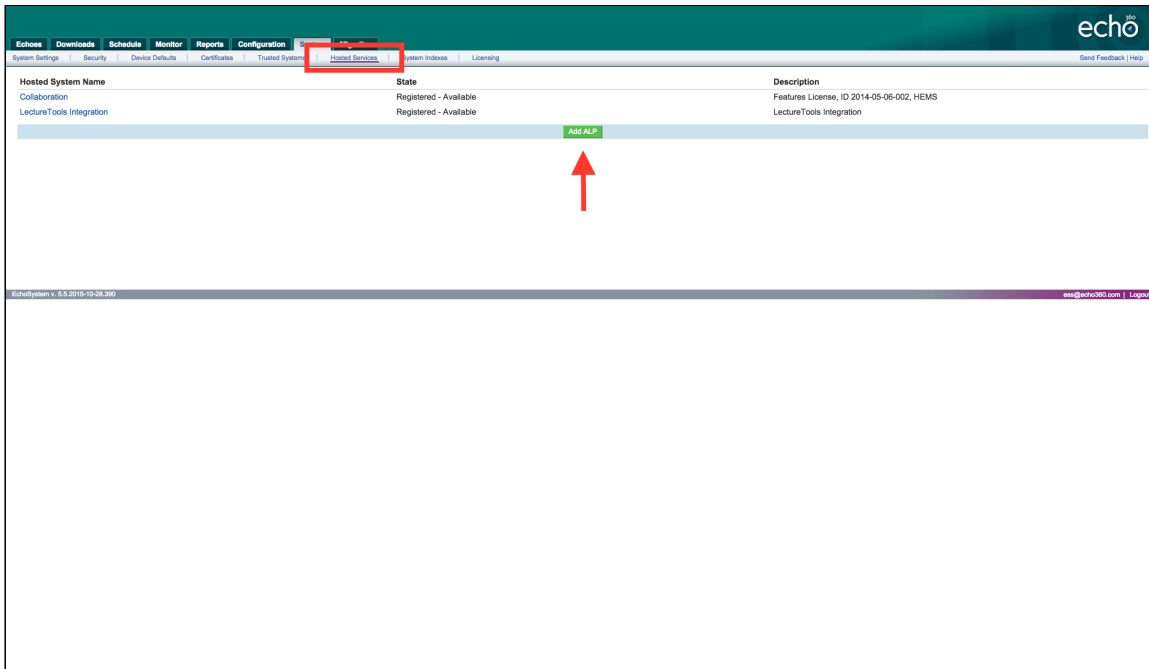 echo360
Echoes Downloads Schedule Monitor Reports Configuration
System Settings Security Device Defaults Certificates Trusted Systems Hosted Services System Indexes Licensing Send Feedback | Help
Hosted System Name State Description
Collaboration Registered - Available Features License, ID 2014-05-06-002, HEMS
LectureTools Integration Registered - Available LectureTools Integration
Add ALP
EchoSystem v. 5.5.2015-10-28.390 ess@echo360.com | Logout